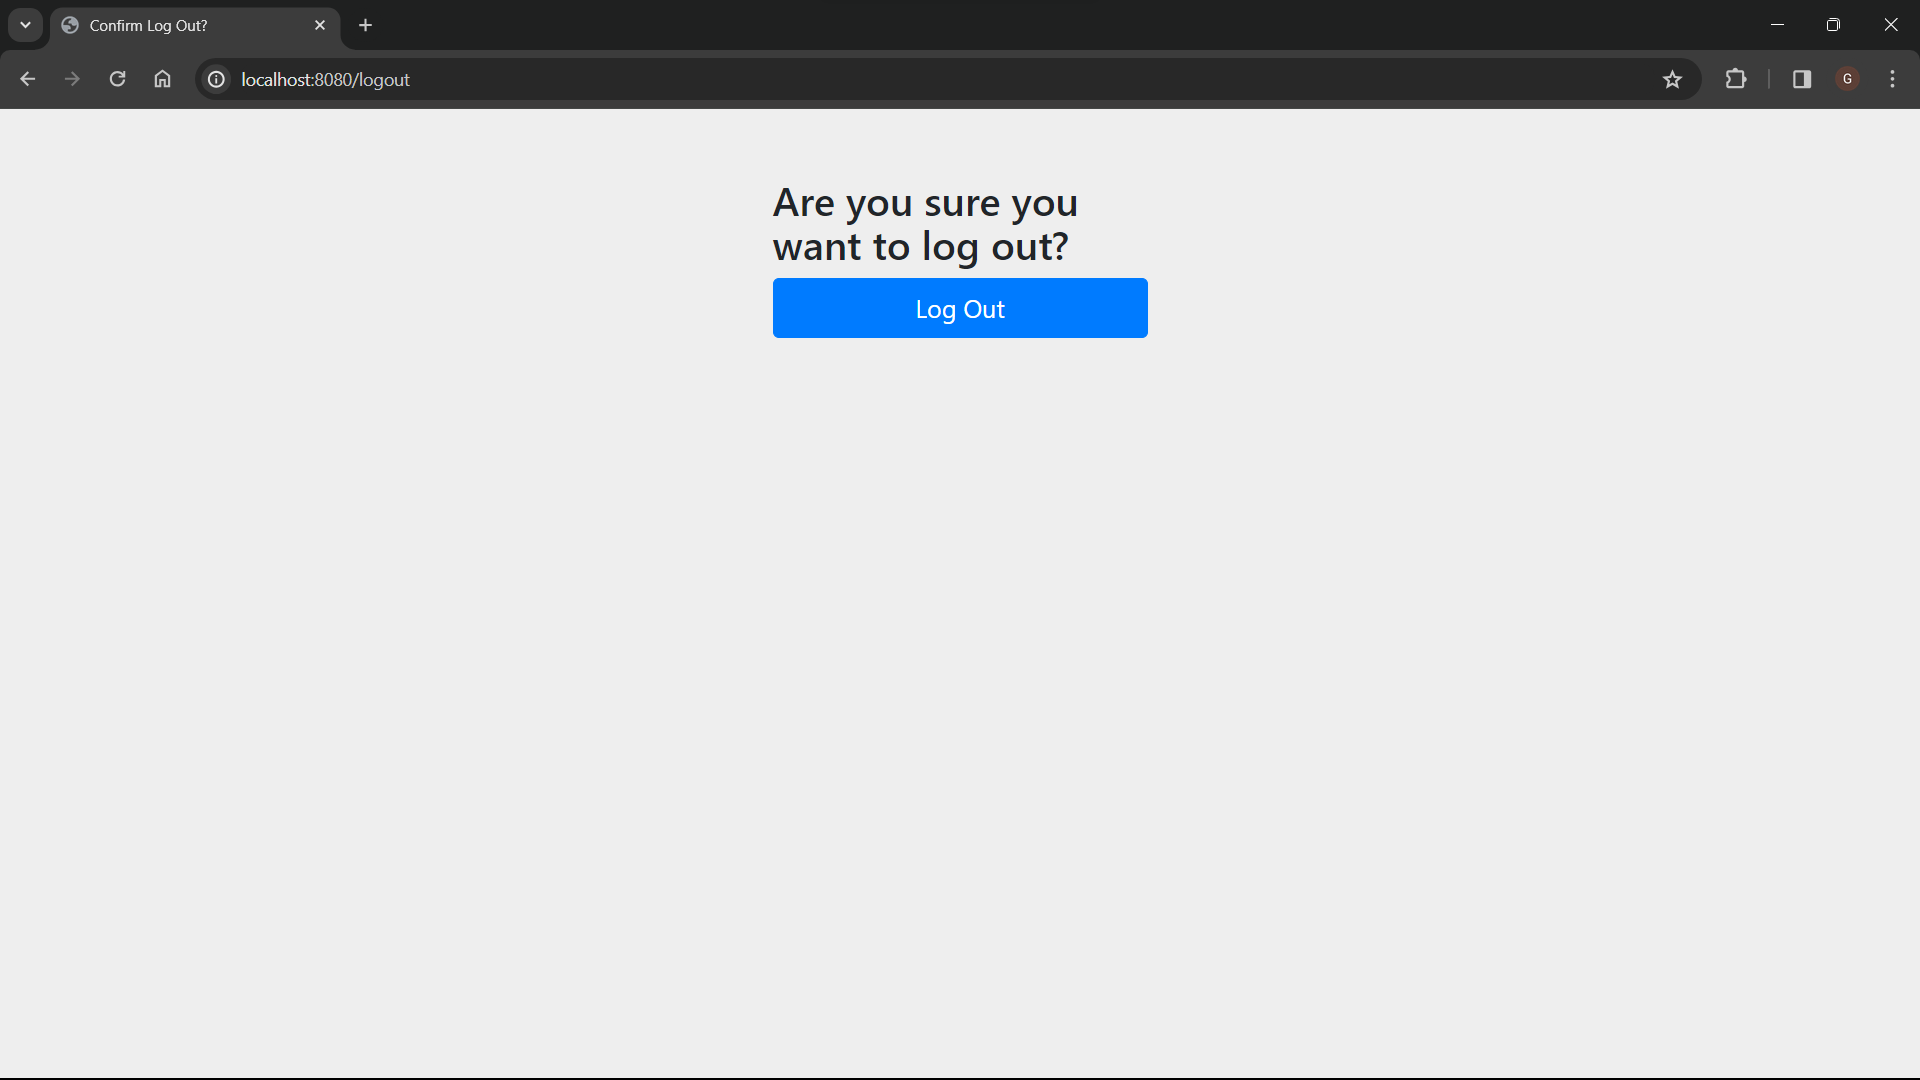 Confirm Log Out?
localhost:8080/logout
G
Are you sure you
want to log out?
Log Out